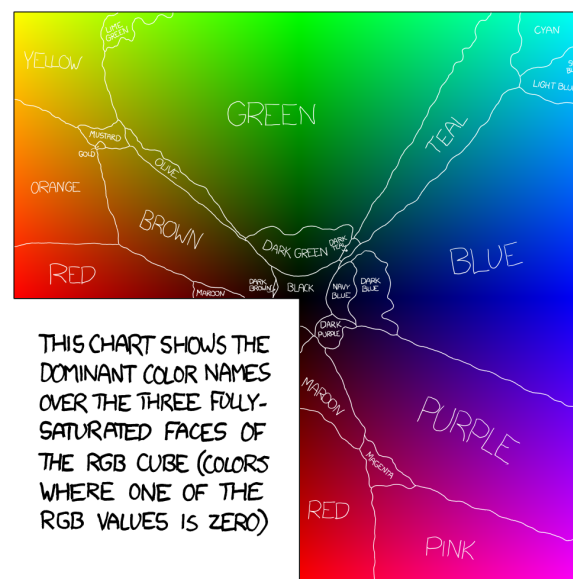 LIME GREEN
CYAN
YELLOW
LIGHT BLUE
GREEN
TEAL
MUSTARD
GOLD
OLIVE
ORANGE
BROWN
DARK GREEN
DARK TEAL
BLUE
RED
MAROON
DARK BROWN
BLACK
NAVY BLUE
DARK BLUE
DARK PURPLE
THIS CHART SHOWS THE
DOMINANT COLOR NAMES
OVER THE THREE FULLY-
SATURATED FACES OF
THE RGB CUBE (COLORS
WHERE ONE OF THE
RGB VALUES IS ZERO)
MAROON
PURPLE
MAGENTA
RED
PINK